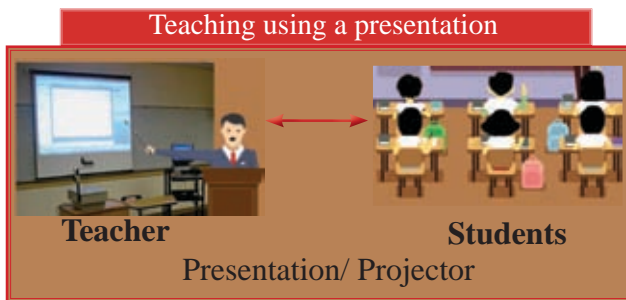 Teaching using a presentation
Teacher
Students
Presentation/ Projector